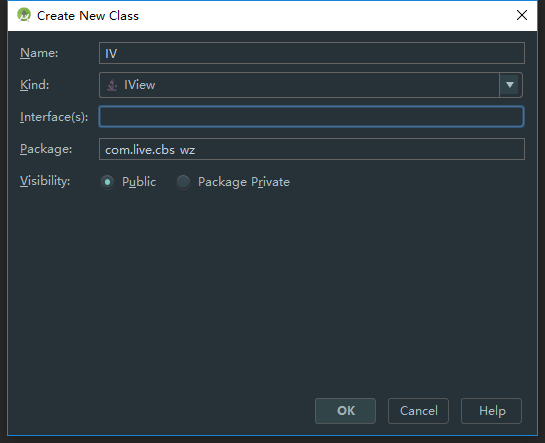 Create New Class
Name: IV
Kind: IView
Interface(s):
Package: com.live.cbs wz
Visibility: Public Package Private
OK Cancel Help